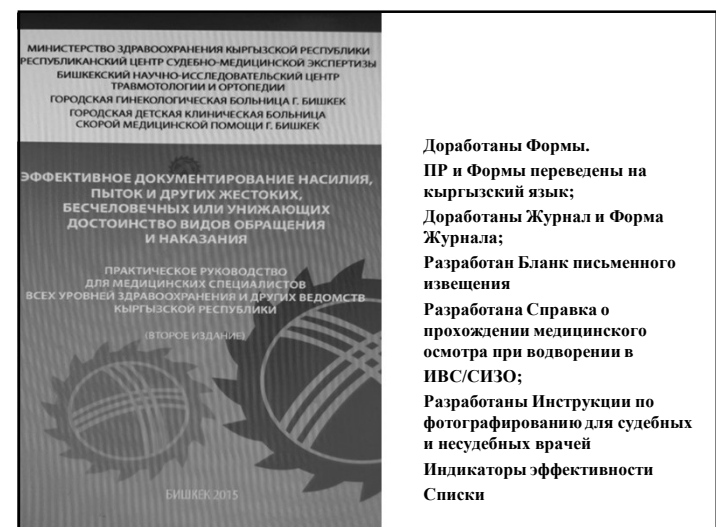 МИНИСТЕРСТВО ЗДРАВООХРАНЕНИЯ КЫРГЫЗСКОЙ РЕСПУБЛИКИ
РЕСПУБЛИКАНСКИЙ ЦЕНТР СУДЕБНО-МЕДИЦИНСКОЙ ЭКСПЕРТИЗЫ
БИШКЕКСКИЙ НАУЧНО-ИССЛЕДОВАТЕЛЬСКИЙ ЦЕНТР
ТРАВМОТОЛОГИИ И ОРТОПЕДИИ
ГОРОДСКАЯ ГИНЕКОЛОГИЧЕСКАЯ БОЛЬНИЦА Г. БИШКЕК
ГОРОДСКАЯ ДЕТСКАЯ КЛИНИЧЕСКАЯ БОЛЬНИЦА
СКОРОЙ МЕДИЦИНСКОЙ ПОМОЩИ Г. БИШКЕК
ЭФФЕКТИВНОЕ ДОКУМЕНТИРОВАНИЕ НАСИЛИЯ,
ПЫТОК И ДРУГИХ ЖЕСТОКИХ,
БЕСЧЕЛОВЕЧНЫХ ИЛИ УНИЖАЮЩИХ
ДОСТОИНСТВО ВИДОВ ОБРАЩЕНИЯ
И НАКАЗАНИЯ
ПРАКТИЧЕСКОЕ РУКОВОДСТВО
ДЛЯ МЕДИЦИНСКИХ СПЕЦИАЛИСТОВ
ВСЕХ УРОВНЕЙ ЗДРАВООХРАНЕНИЯ И ДРУГИХ ВЕДОМСТВ
КЫРГЫЗСКОЙ РЕСПУБЛИКИ
(ВТОРОЕ ИЗДАНИЕ)
БИШКЕК 2015
Доработаны Формы.
ПР и Формы переведены на
кыргызский язык;
Доработаны Журнал и Форма
Журнала;
Разработан Бланк письменного
извещения
Разработана Справка о
прохождении медицинского
осмотра при водворении в
ИВС/СИЗО;
Разработаны Инструкции по
фотографированию для судебных
и несудебных врачей
Индикаторы эффективности
Списки